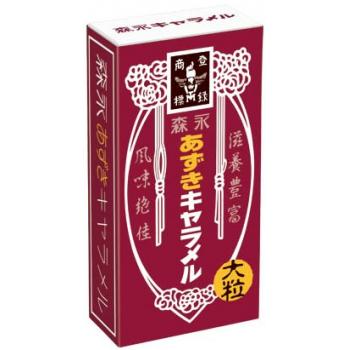 登録
商標
森永
滋養豊富
あずきキャラメル
風味絶佳
大粒
森永あずきキャラメル